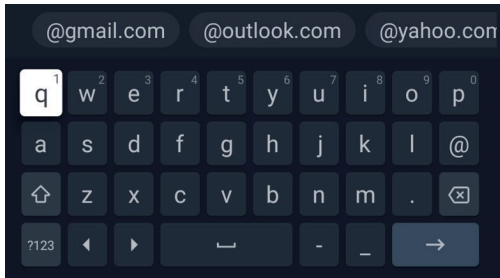 @gmail.com @outlook.com @yahoo.com
q1 w2 e3 r4 t5 y6 u7 i8 o9 p0
a s d f g h j k l @
z x c v b n m .
?123 - _